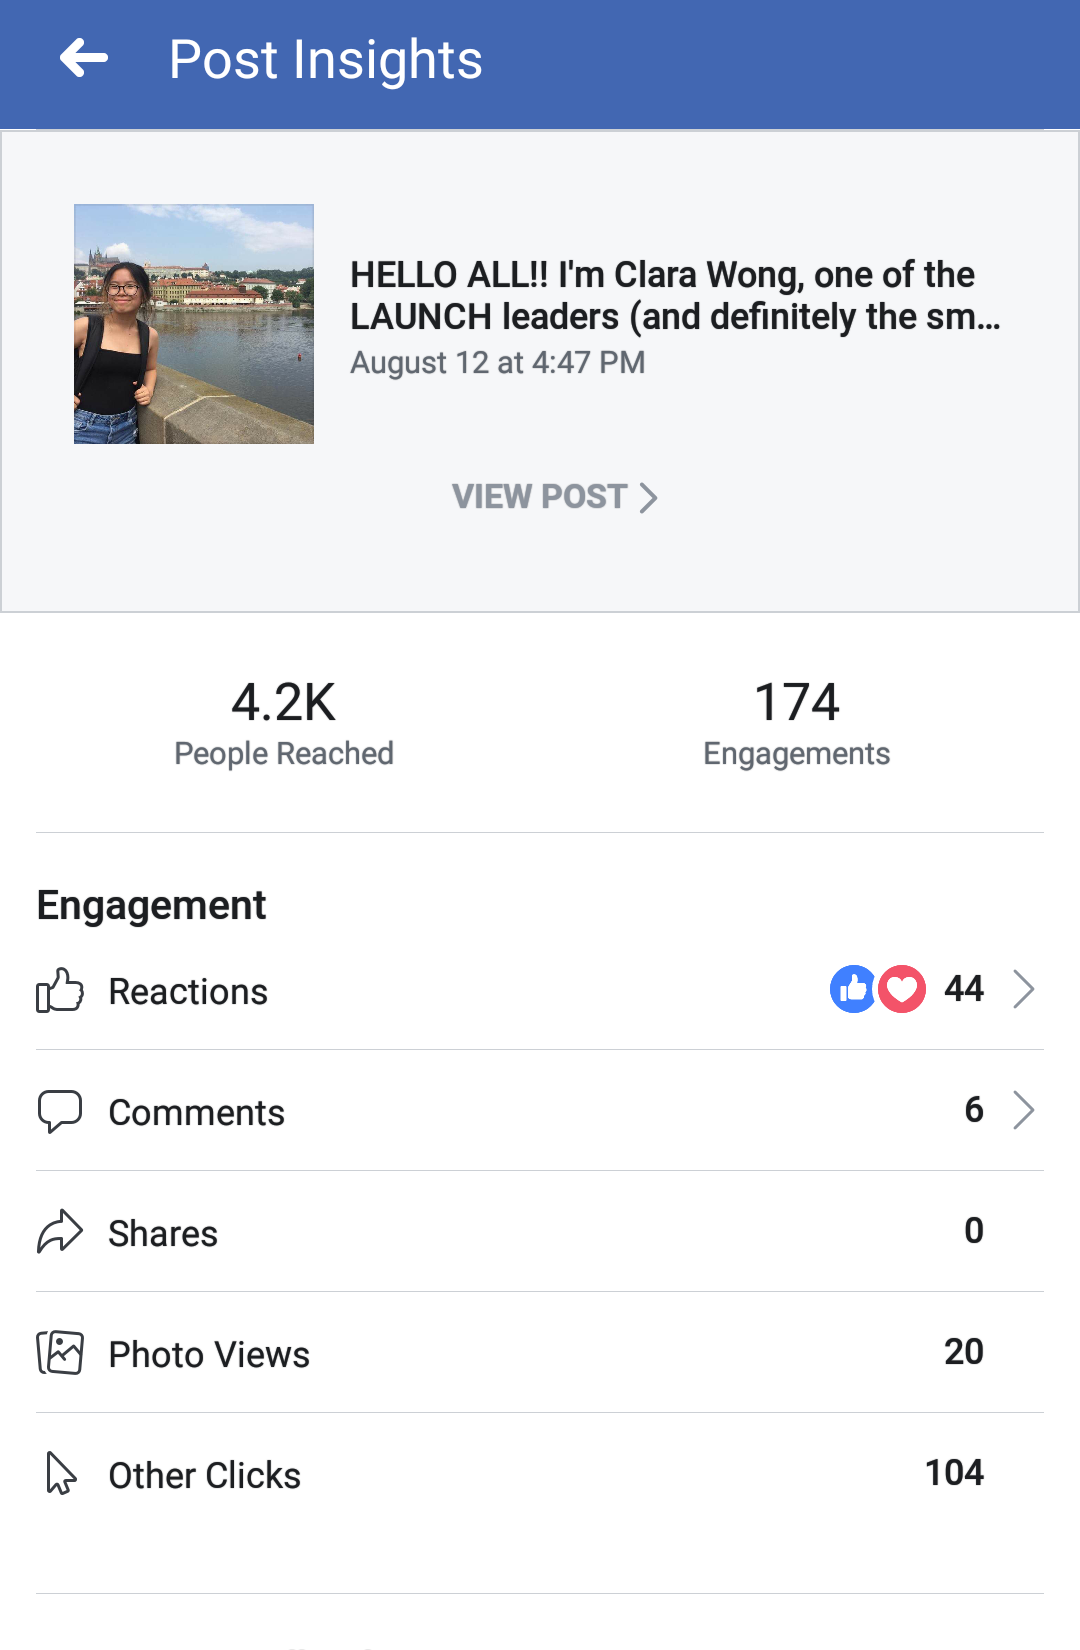 Post Insights
HELLO ALL!! I'm Clara Wong, one of the
LAUNCH leaders (and definitely the sm...
August 12 at 4:47 PM
VIEW POST
4.2K
People Reached
174
Engagements
Engagement
Reactions 44
Comments 6
Shares 0
Photo Views 20
Other Clicks 104